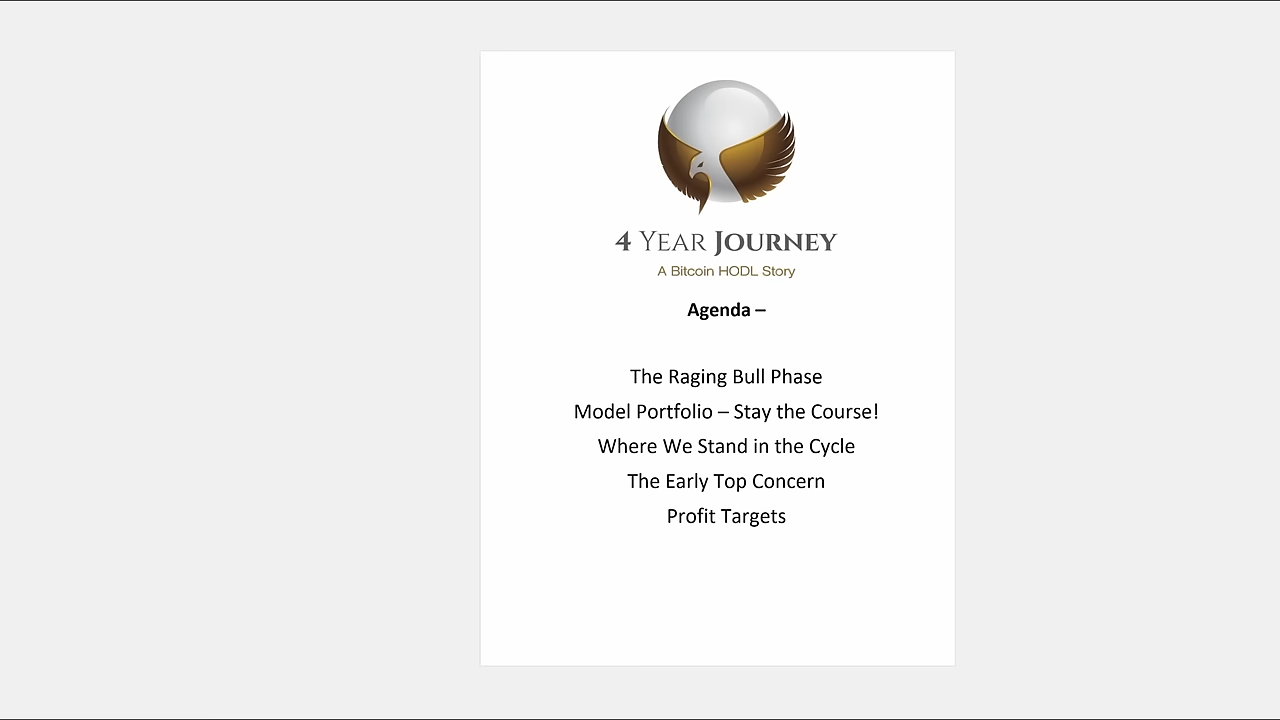 4 Year Journey
A Bitcoin HODL Story
Agenda –
The Raging Bull Phase
Model Portfolio – Stay the Course!
Where We Stand in the Cycle
The Early Top Concern
Profit Targets